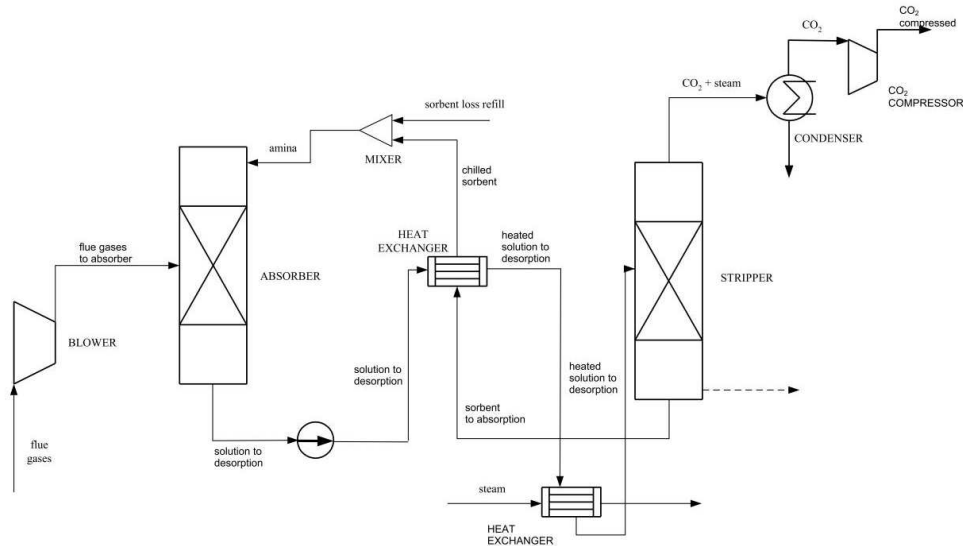 CO2
compressed
CO2
CO2 + steam
CO2
COMPRESSOR
CONDENSER
sorbent loss refill
amina
MIXER
chilled
sorbent
HEAT
EXCHANGER
heated
solution to
desorption
flue gases
to absorber
ABSORBER
STRIPPER
BLOWER
solution to
desorption
heated
solution to
desorption
sorbent
to absorption
flue
gases
solution to
desorption
steam
HEAT
EXCHANGER